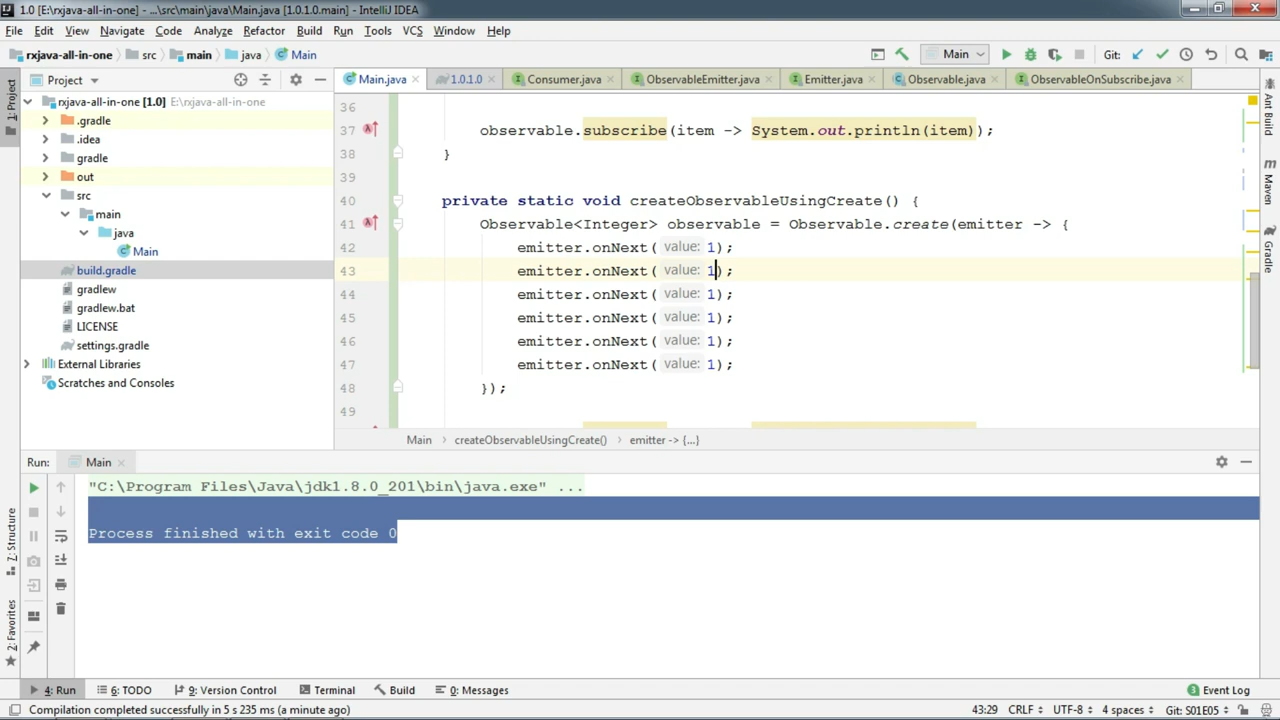 1.0 [E:\rxjava-all-in-one] - ...\src\main\java\Main.java [1.0.1.0.main] - IntelliJ IDEA
File Edit View Navigate Code Analyze Refactor Build Run Tools VCS Window Help
rxjava-all-in-one src main java Main Main Git:
1: Project
Project
Main.java 1.0.1.0 Consumer.java ObservableEmitter.java Emitter.java Observable.java ObservableOnSubscribe.java
Ant Build
Maven
Gradle
rxjava-all-in-one [1.0] E:\rxjava-all-in-one
.gradle
.idea
gradle
out
src
main
java
Main
build.gradle
gradlew
gradlew.bat
LICENSE
settings.gradle
External Libraries
Scratches and Consoles
36
37 observable.subscribe(item -> System.out.println(item));
38 }
39
40 private static void createObservableUsingCreate() {
41 Observable<Integer> observable = Observable.create(emitter -> {
42 emitter.onNext( value: 1);
43 emitter.onNext( value: 1);
44 emitter.onNext( value: 1);
45 emitter.onNext( value: 1);
46 emitter.onNext( value: 1);
47 emitter.onNext( value: 1);
48 });
49
Main createObservableUsingCreate() emitter -> {...}
Run: Main
"C:\Program Files\Java\jdk1.8.0_201\bin\java.exe" ...
Process finished with exit code 0
7: Structure
2: Favorites
4: Run 6: TODO 9: Version Control Terminal Build 0: Messages Event Log
Compilation completed successfully in 5 s 235 ms (a minute ago) 43:29 CRLF UTF-8 4 spaces Git: S01E05